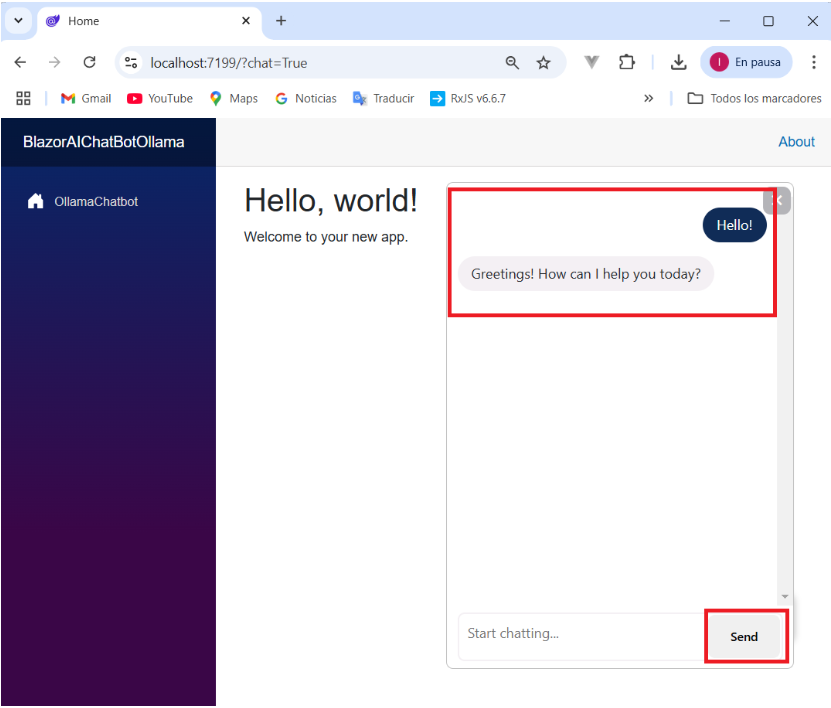 Home
localhost:7199/?chat=True
I
En pausa
Gmail
YouTube
Maps
Noticias
Traducir
RxJS v6.6.7
»
Todos los marcadores
BlazorAIChatBotOllama
About
OllamaChatbot
Hello, world!
Welcome to your new app.
Hello!
Greetings! How can I help you today?
Start chatting...
Send